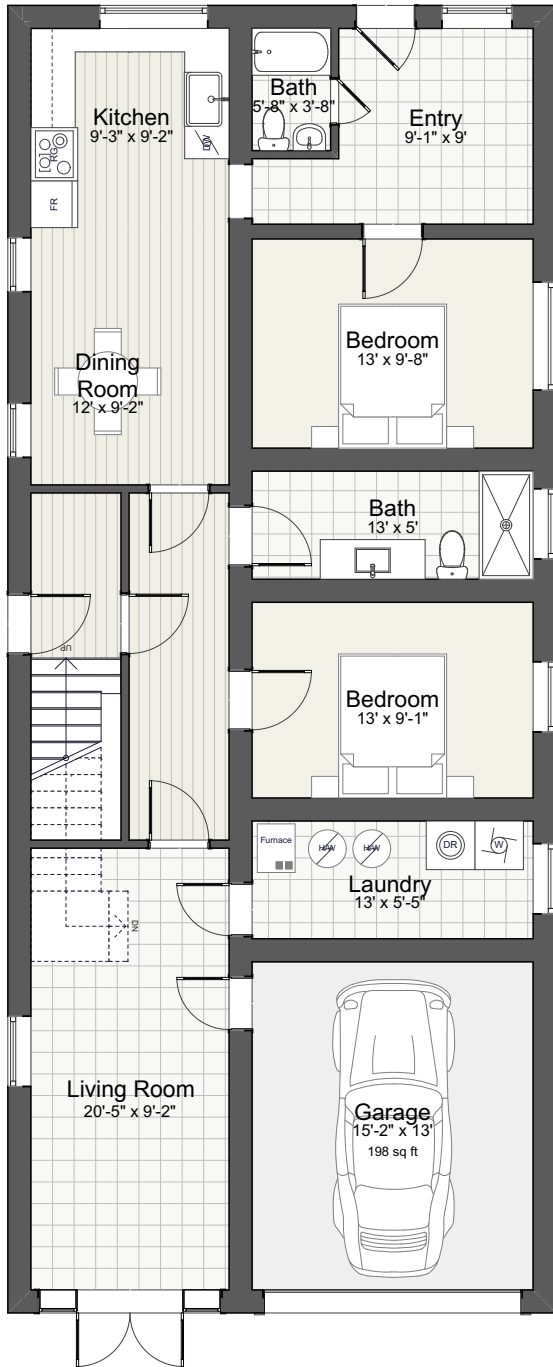 Kitchen
9'-3" x 9'-2"
Bath
5'-8" x 3'-8"
Entry
9'-1" x 9'
DW
RG
FR
Bedroom
13' x 9'-8"
Dining
Room
12' x 9'-2"
Bath
13' x 5'
UP
Bedroom
13' x 9'-1"
Furnace
H/W
H/W
DR
W
Laundry
13' x 5'-5"
DN
Living Room
20'-5" x 9'-2"
Garage
15'-2" x 13'
198 sq ft